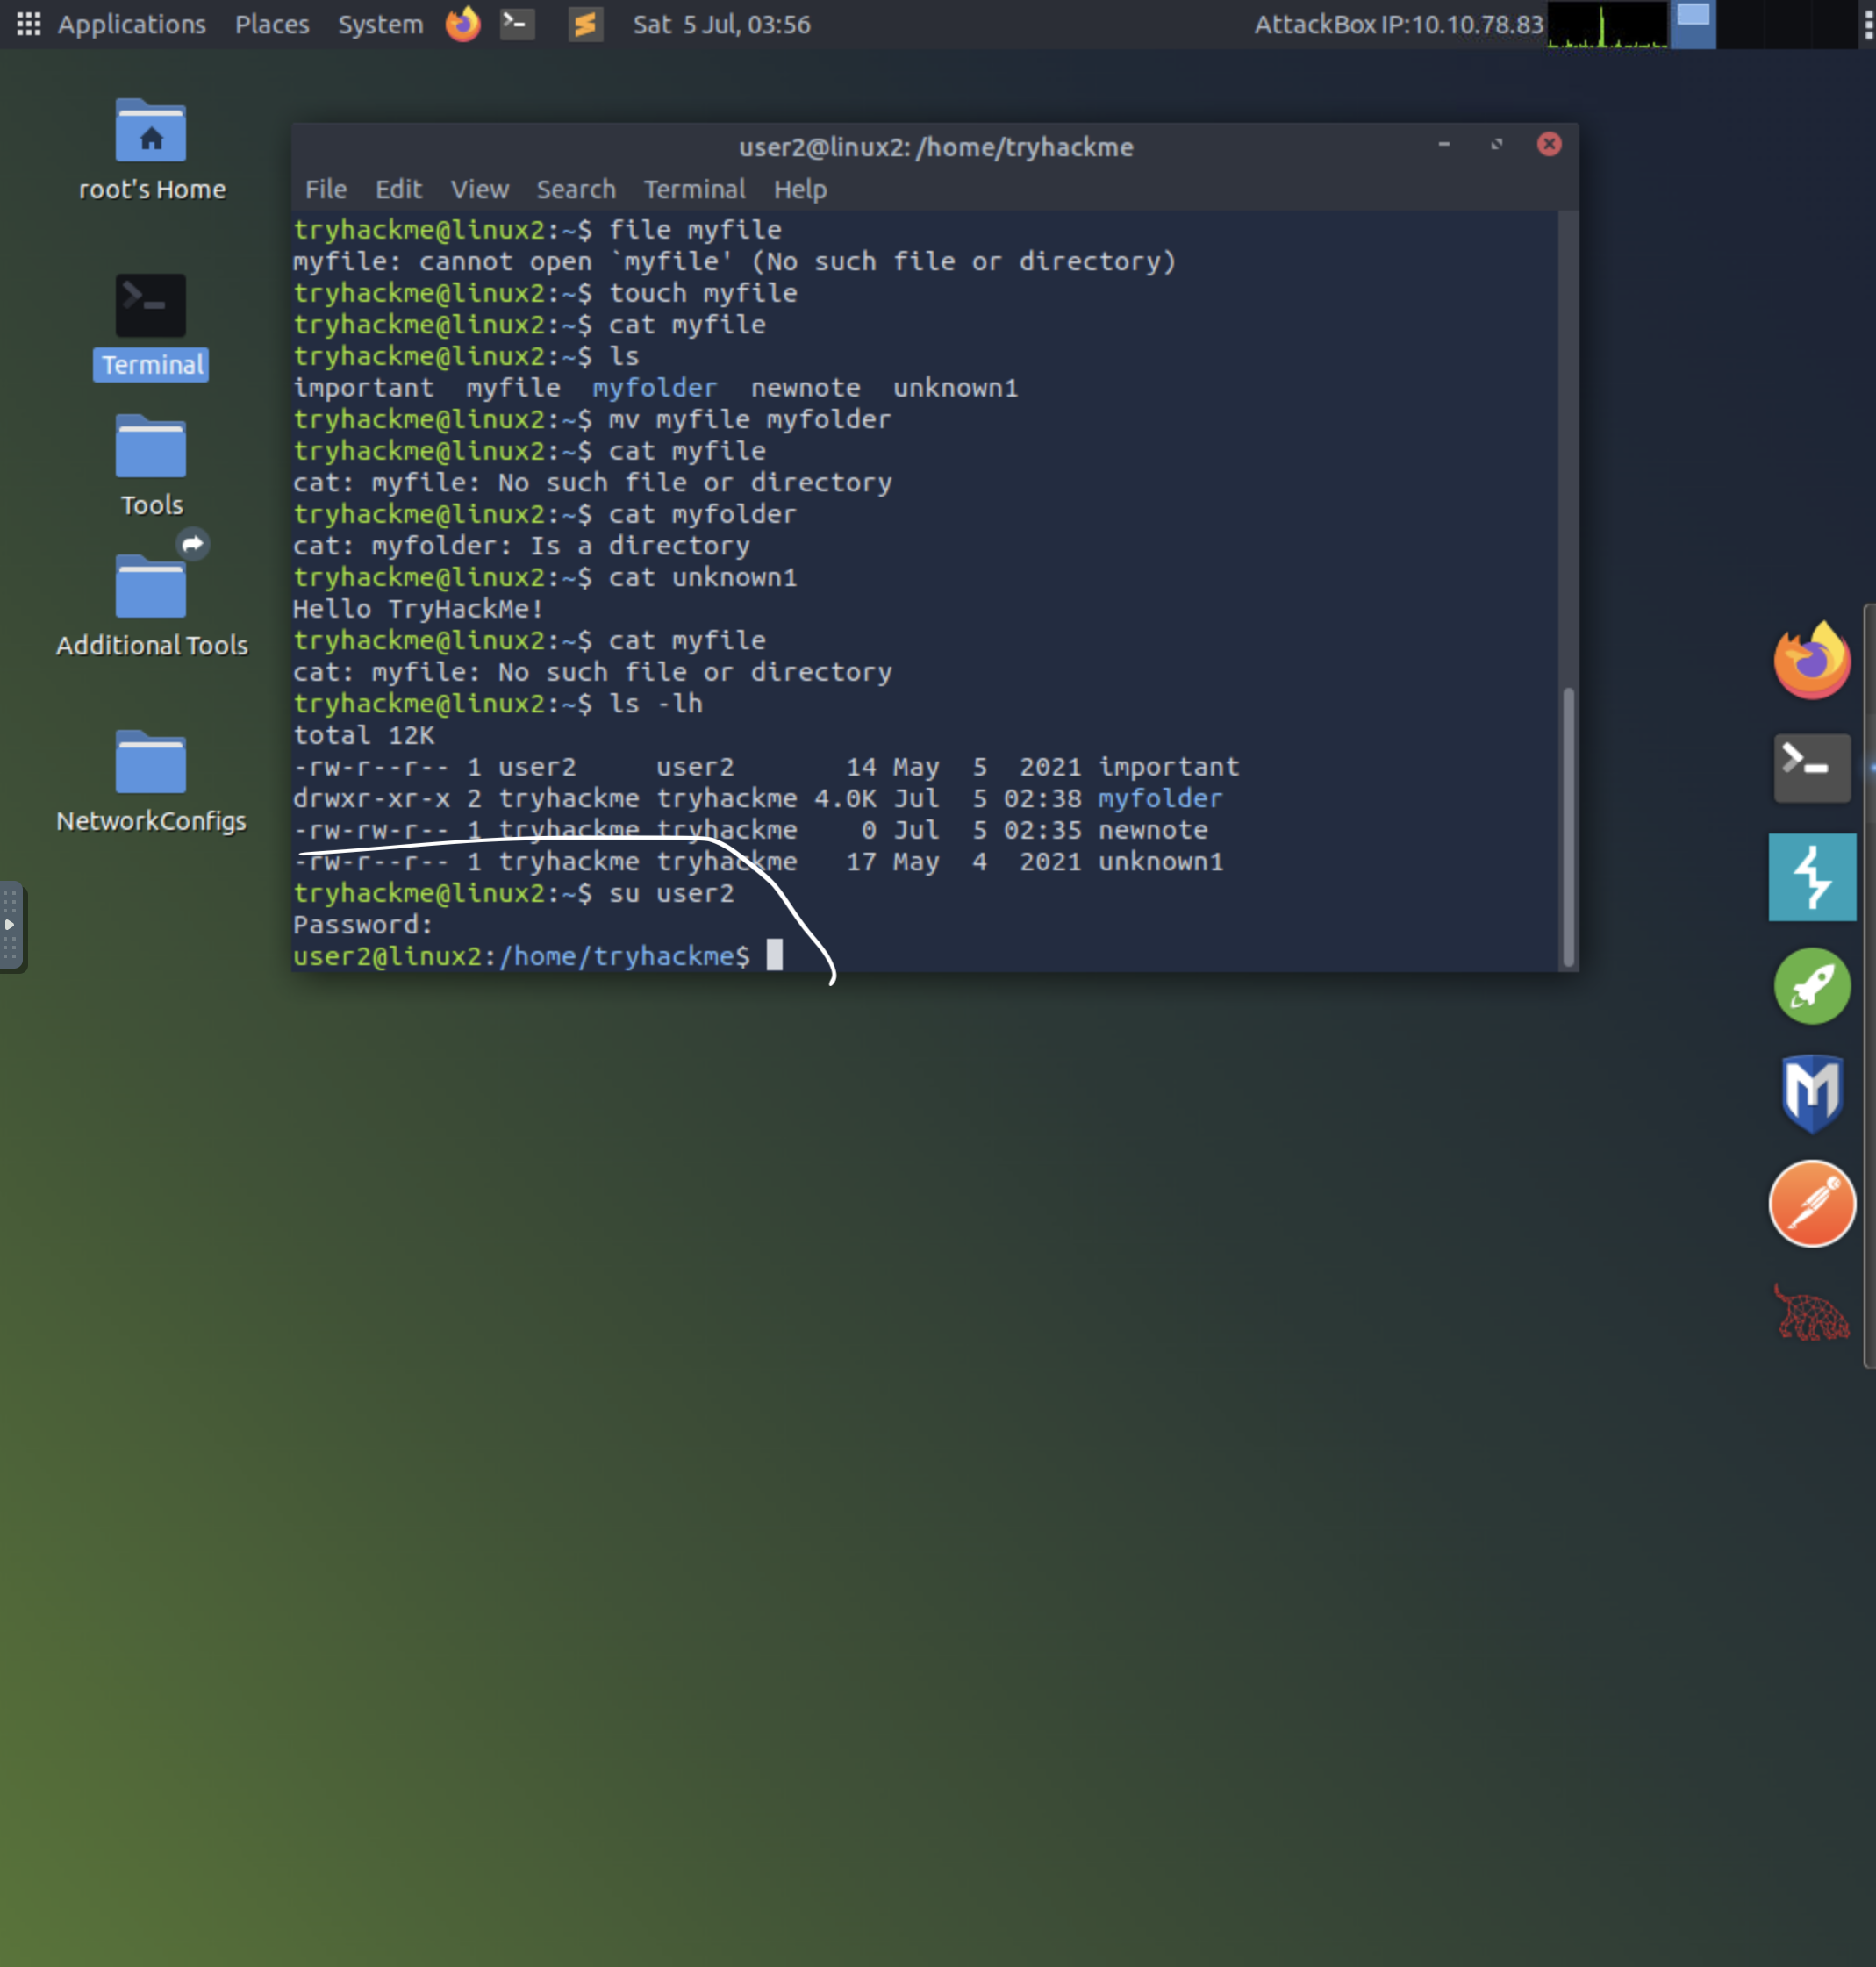 Applications Places System Sat 5 Jul, 03:56 AttackBox IP:10.10.78.83
root's Home
Terminal
Tools
Additional Tools
NetworkConfigs
user2@linux2: /home/tryhackme
File Edit View Search Terminal Help
tryhackme@linux2:~$ file myfile
myfile: cannot open `myfile' (No such file or directory)
tryhackme@linux2:~$ touch myfile
tryhackme@linux2:~$ cat myfile
tryhackme@linux2:~$ ls
important  myfile  myfolder  newnote  unknown1
tryhackme@linux2:~$ mv myfile myfolder
tryhackme@linux2:~$ cat myfile
cat: myfile: No such file or directory
tryhackme@linux2:~$ cat myfolder
cat: myfolder: Is a directory
tryhackme@linux2:~$ cat unknown1
Hello TryHackMe!
tryhackme@linux2:~$ cat myfile
cat: myfile: No such file or directory
tryhackme@linux2:~$ ls -lh
total 12K
-rw-r--r-- 1 user2     user2       14 May  5  2021 important
drwxr-xr-x 2 tryhackme tryhackme 4.0K Jul  5 02:38 myfolder
-rw-rw-r-- 1 tryhackme tryhackme    0 Jul  5 02:35 newnote
-rw-r--r-- 1 tryhackme tryhackme   17 May  4  2021 unknown1
tryhackme@linux2:~$ su user2
Password:
user2@linux2:/home/tryhackme$